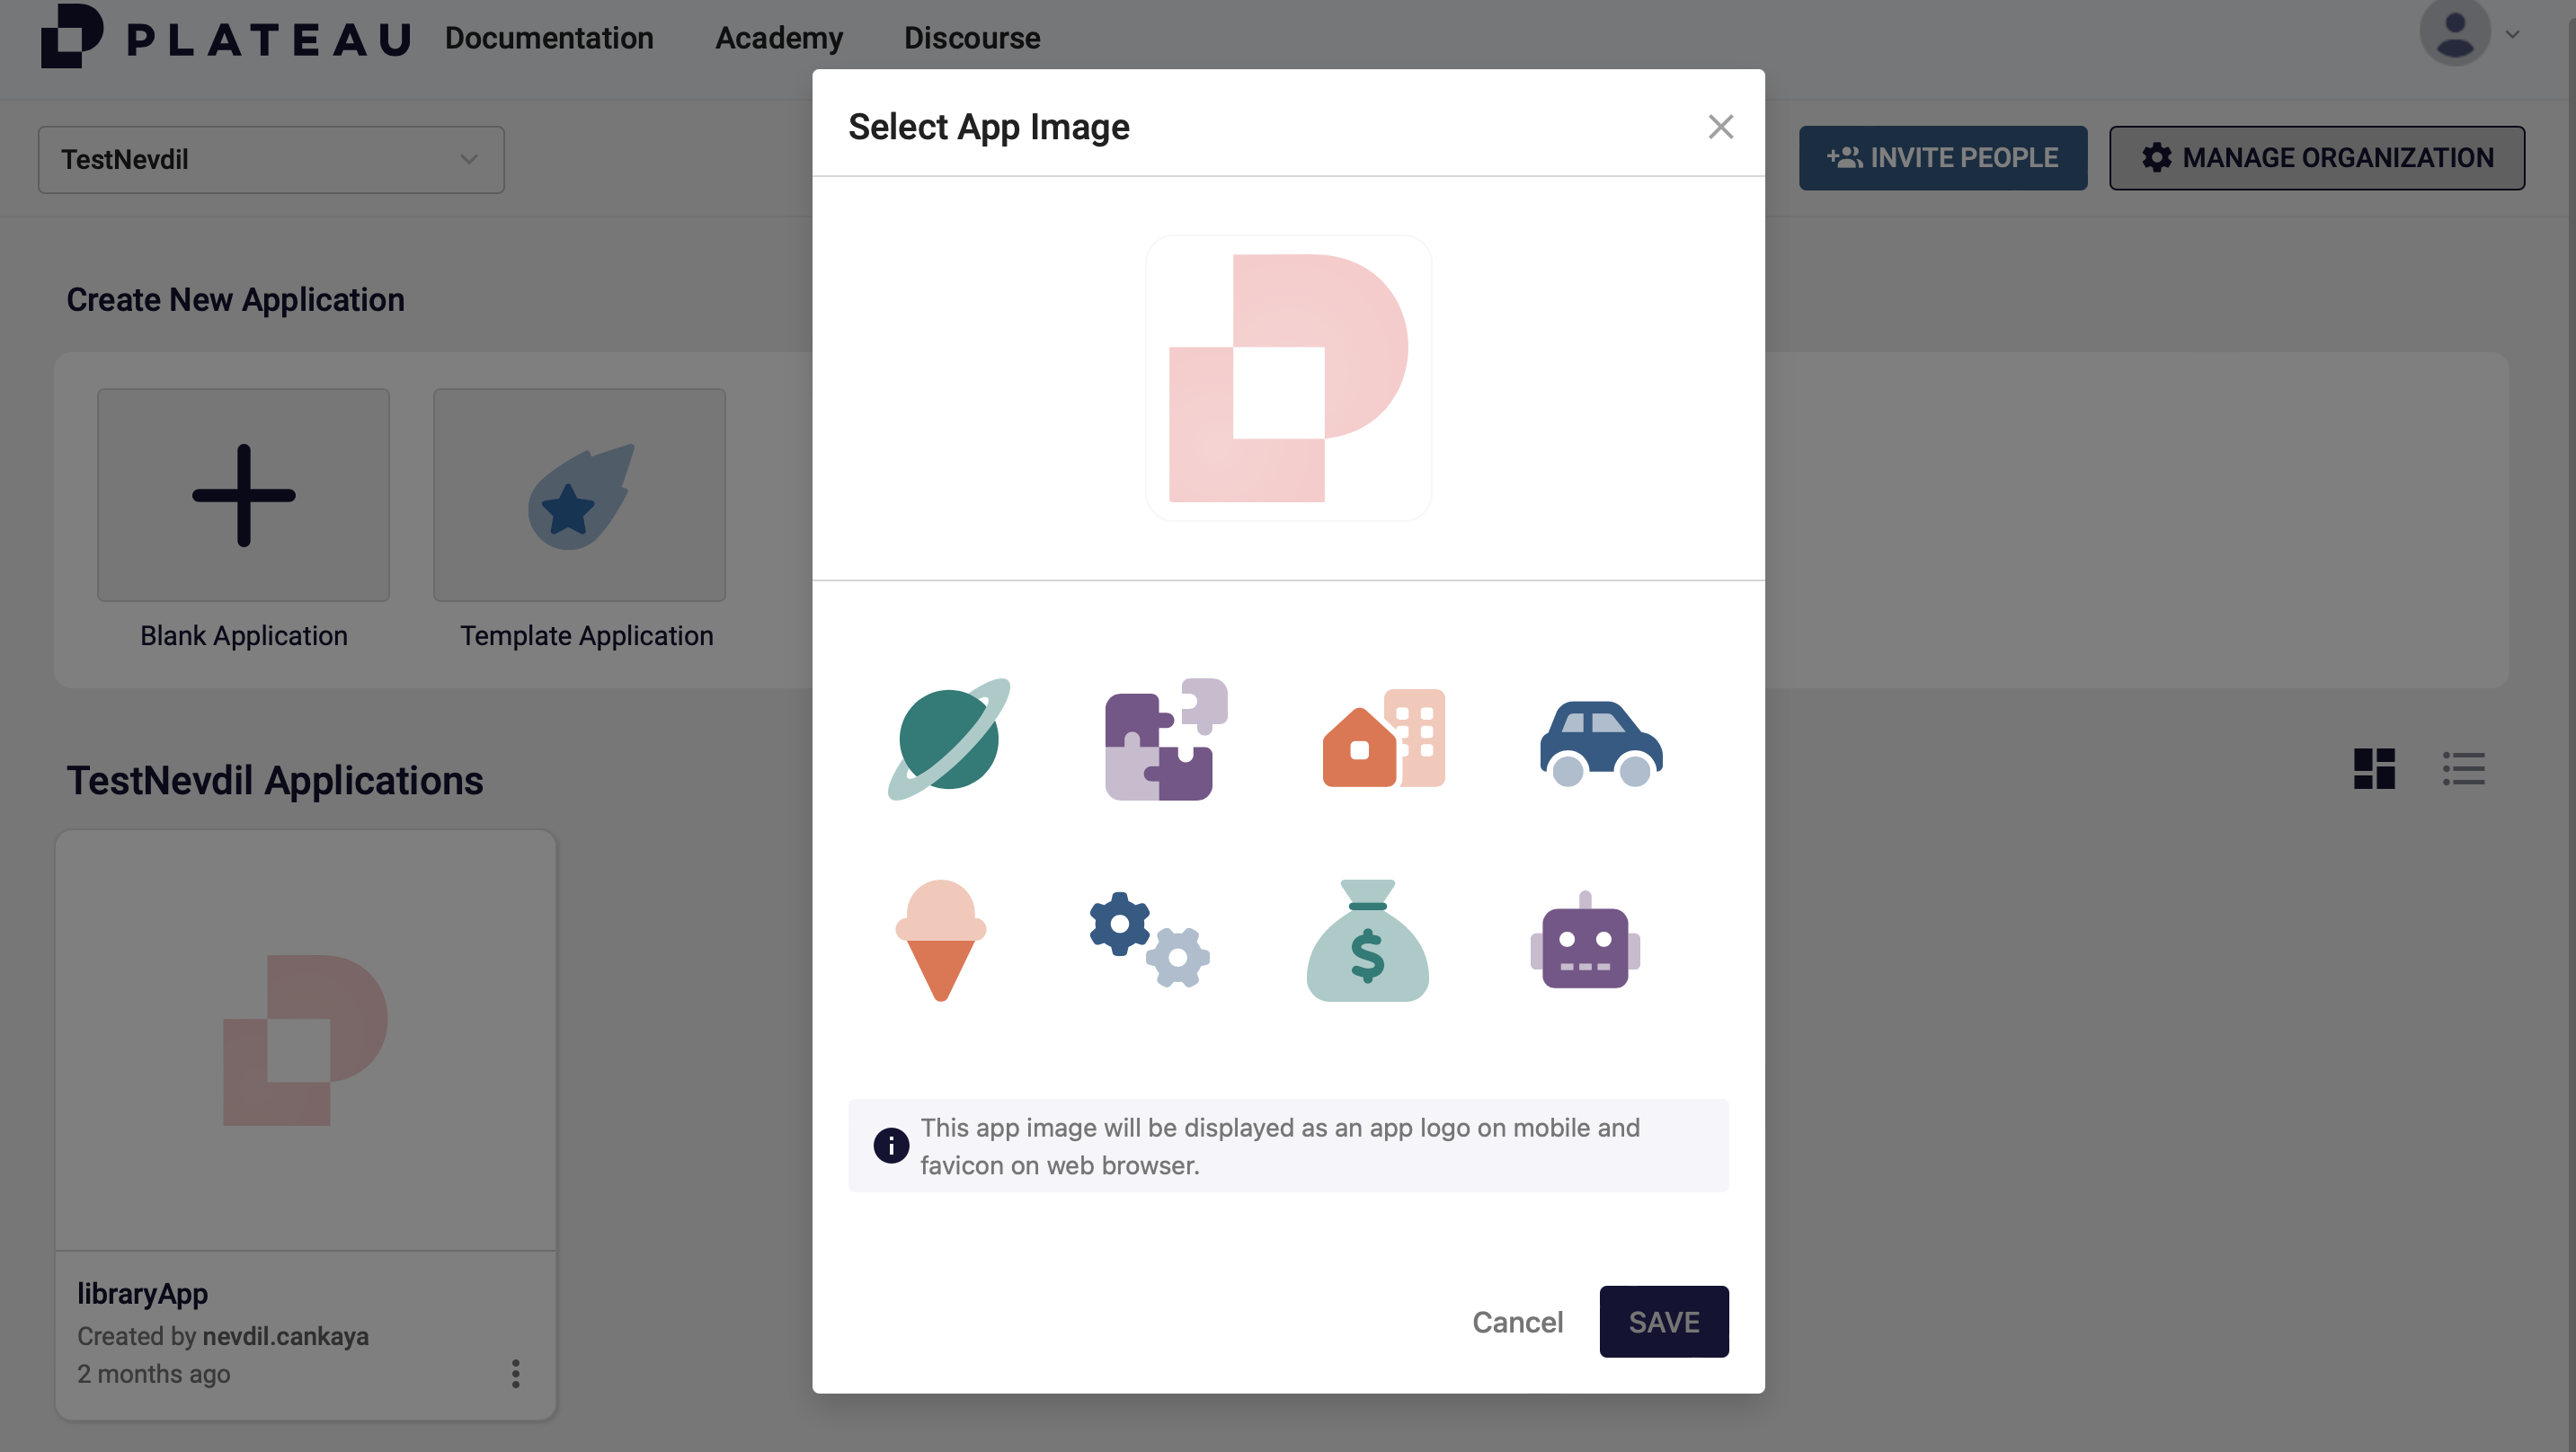 PLATEAU Documentation Academy Discourse
TestNevdil
INVITE PEOPLE
MANAGE ORGANIZATION
Create New Application
Blank Application
Template Application
TestNevdil Applications
libraryApp
Created by nevdil.cankaya
2 months ago
Select App Image
$
This app image will be displayed as an app logo on mobile and
favicon on web browser.
Cancel
SAVE